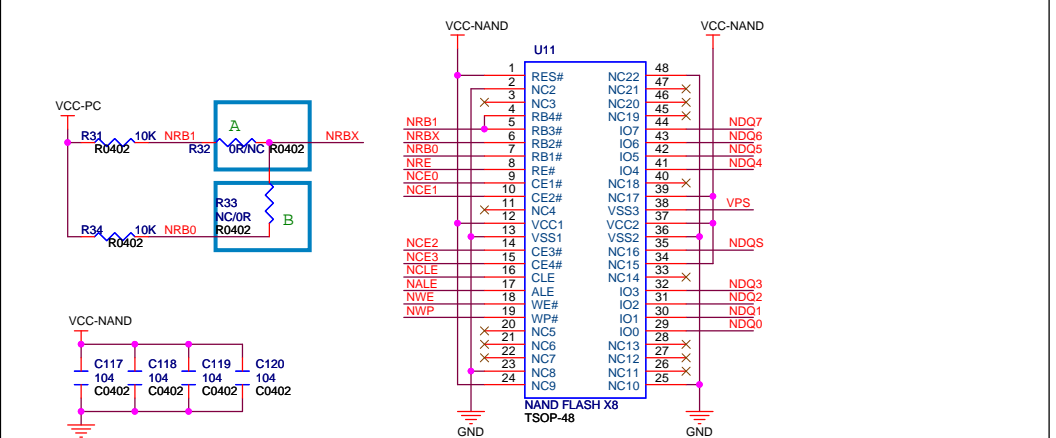 VCC-NAND
VCC-NAND
U11
VCC-PC
R31 10K NRB1
R0402
A
R32 0R/NC R0402
NRBX
R33
NC/0R
R0402
B
R34 10K NRB0
R0402
VCC-NAND
C117 C118 C119 C120
104 104 104 104
C0402 C0402 C0402 C0402
1 RES# NC22 48
2 NC2 NC21 47
3 NC3 NC20 46
4 RB4# NC19 45
NRB1 5 RB3# IO7 44 NDQ7
NRBX 6 RB2# IO6 43 NDQ6
NRB0 7 RB1# IO5 42 NDQ5
NRE 8 RE# IO4 41 NDQ4
NCE0 9 CE1# NC18 40
NCE1 10 CE2# NC17 39
11 NC4 VSS3 38 VPS
12 VCC1 VCC2 37
13 VSS1 VSS2 36
NCE2 14 CE3# NC16 35 NDQS
NCE3 15 CE4# NC15 34
NCLE 16 CLE NC14 33
NALE 17 ALE IO3 32 NDQ3
NWE 18 WE# IO2 31 NDQ2
NWP 19 WP# IO1 30 NDQ1
20 NC5 IO0 29 NDQ0
21 NC6 NC13 28
22 NC7 NC12 27
23 NC8 NC11 26
24 NC9 NC10 25
NAND FLASH X8
TSOP-48
GND
GND